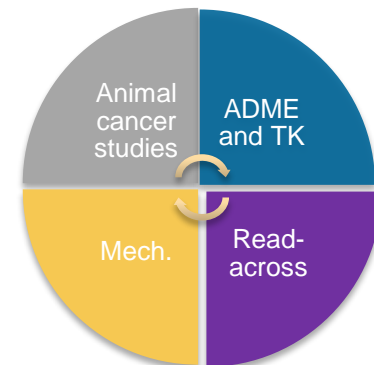 Animal
cancer
studies
ADME
and TK
Mech.
Read-
across